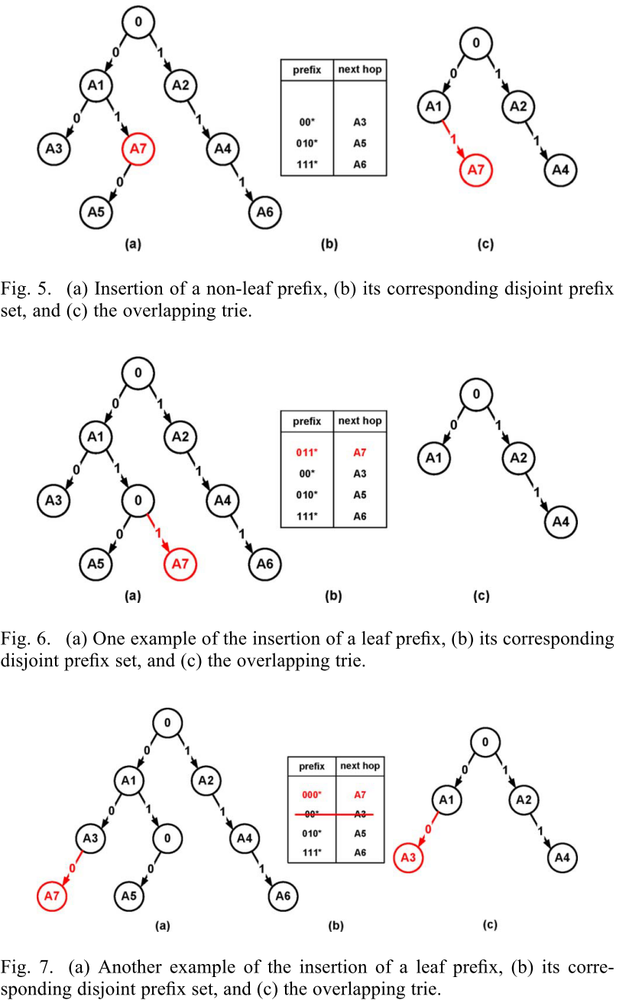 0
0 1
A1 A2
0 1 1
A3 A7 A4
0 1
A5 A6
(a)
prefix next hop
00* A3
010* A5
111* A6
(b)
0
0 1
A1 A2
1 1
A7 A4
(c)
Fig. 5. (a) Insertion of a non-leaf prefix, (b) its corresponding disjoint prefix
set, and (c) the overlapping trie.
0
0 1
A1 A2
0 1 1
A3 0 A4
0 1 1
A5 A7 A6
(a)
prefix next hop
011* A7
00* A3
010* A5
111* A6
(b)
0
0 1
A1 A2
1
A4
(c)
Fig. 6. (a) One example of the insertion of a leaf prefix, (b) its corresponding
disjoint prefix set, and (c) the overlapping trie.
0
0 1
A1 A2
0 1 1
A3 0 A4
0 0 1
A7 A5 A6
(a)
prefix next hop
000* A7
00* A3
010* A5
111* A6
(b)
0
0 1
A1 A2
0 1
A3 A4
(c)
Fig. 7. (a) Another example of the insertion of a leaf prefix, (b) its corre-
sponding disjoint prefix set, and (c) the overlapping trie.